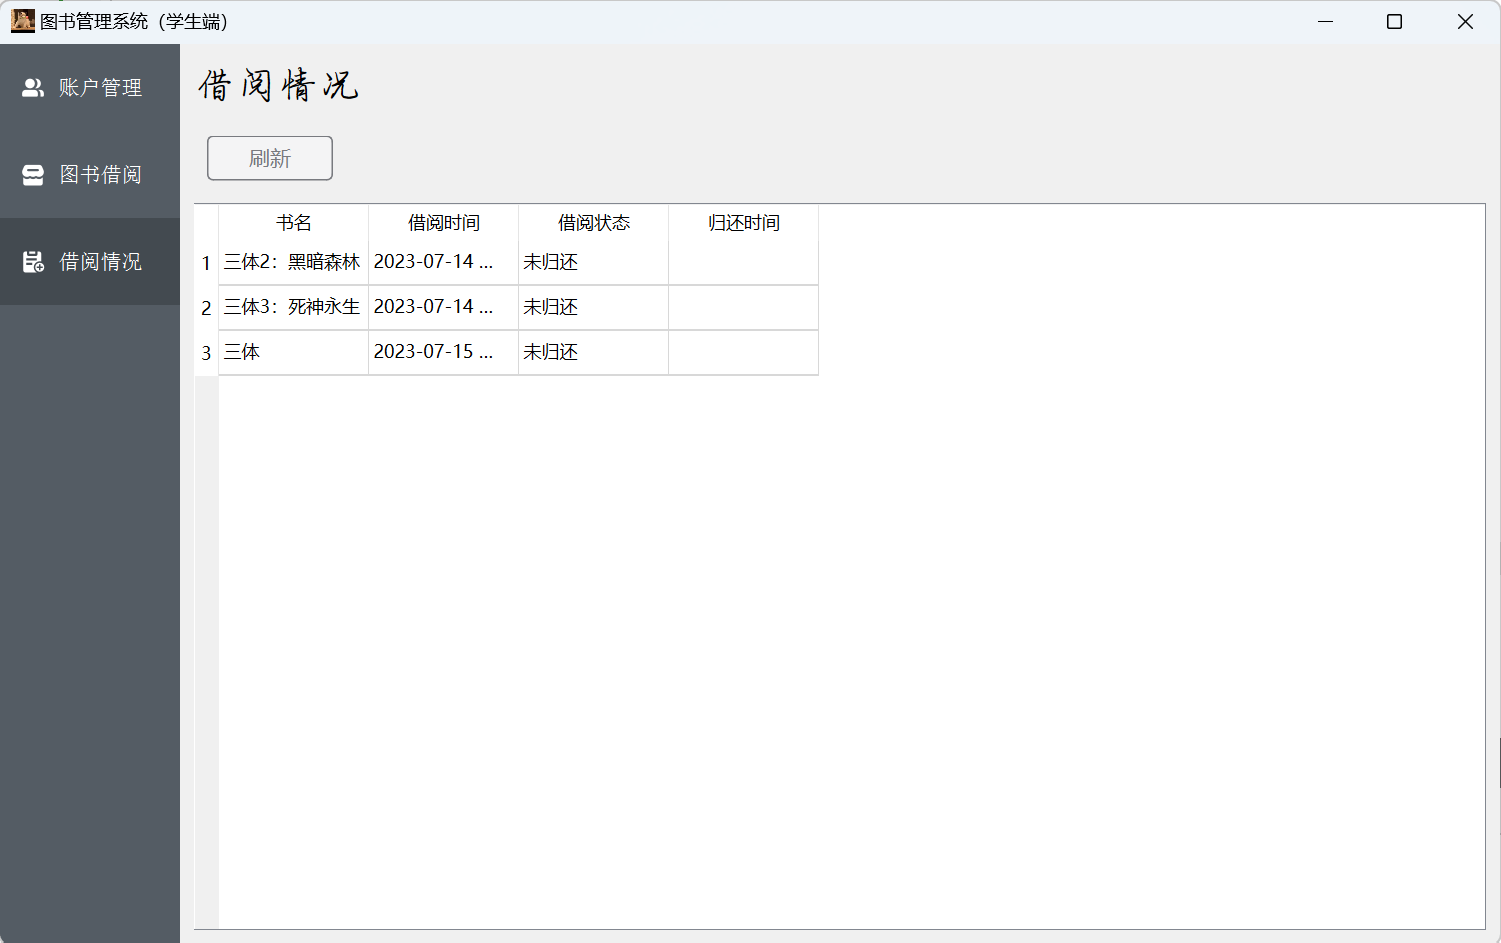 图书管理系统（学生端）
账户管理
图书借阅
借阅情况
借阅情况
刷新
书名 借阅时间 借阅状态 归还时间
1 三体2：黑暗森林 2023-07-14 ... 未归还
2 三体3：死神永生 2023-07-14 ... 未归还
3 三体 2023-07-15 ... 未归还